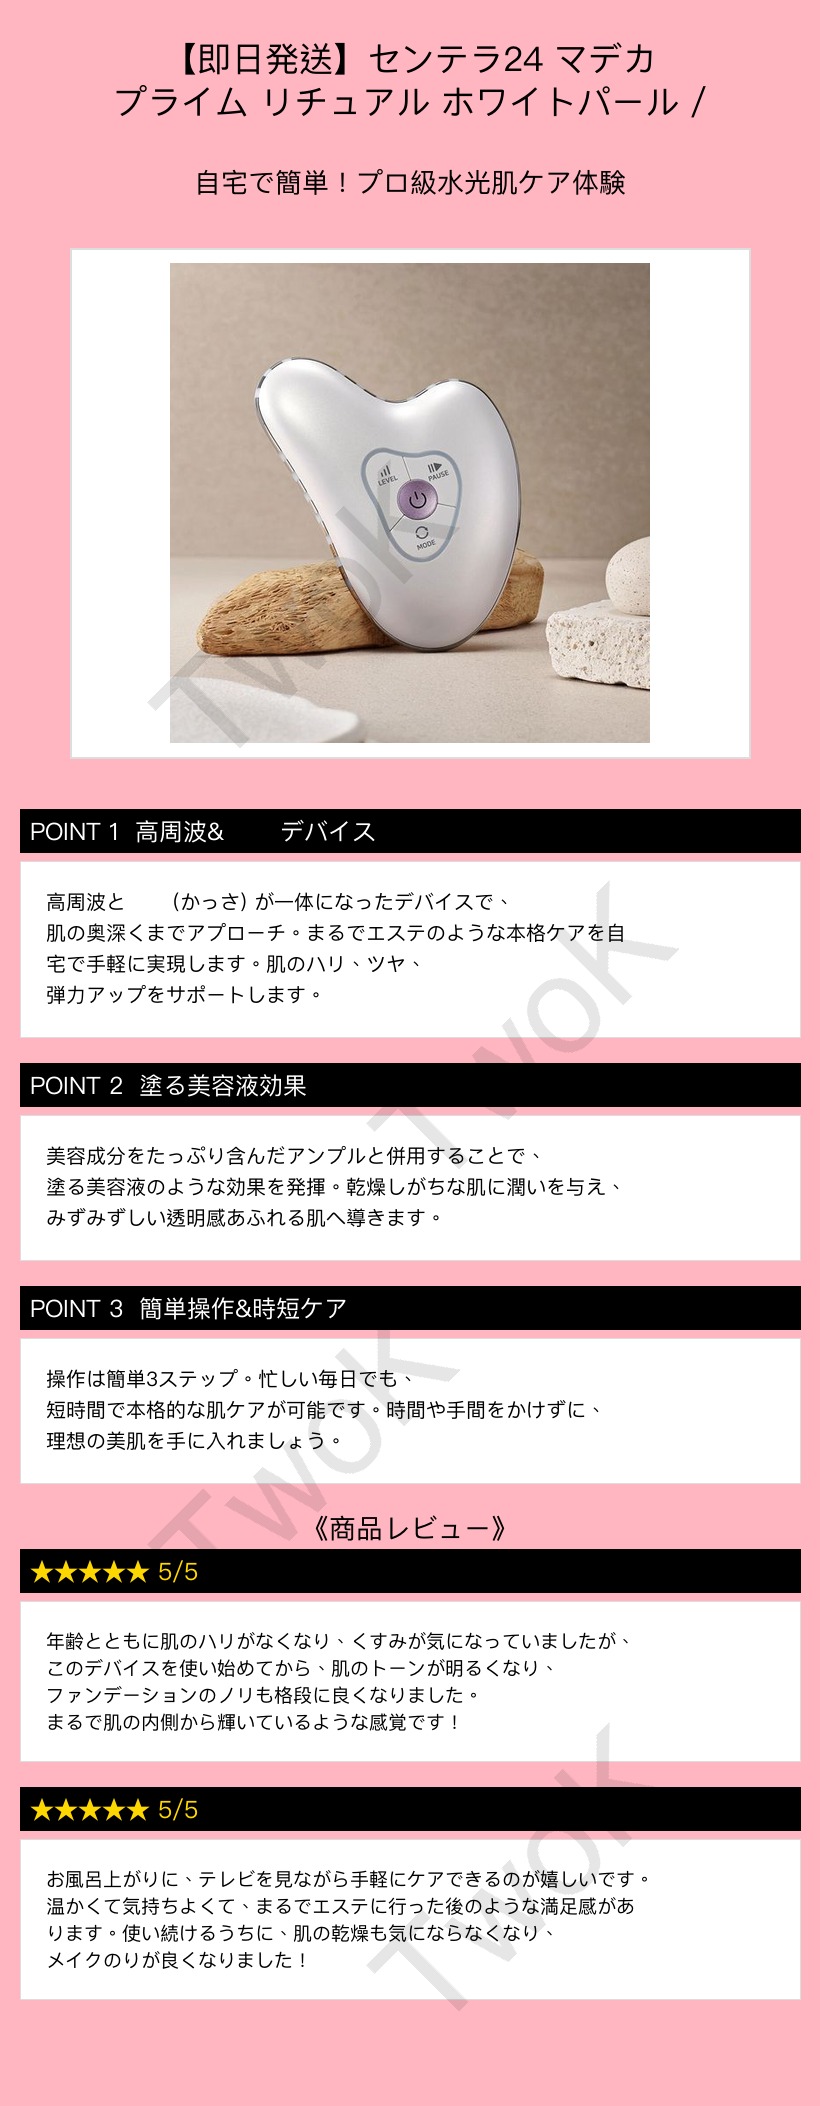 【即日発送】センテラ24 マデカ
プライム リチュアル ホワイトパール /
自宅で簡単！プロ級水光肌ケア体験
LEVEL
PAUSE
MODE
POINT 1 高周波&　　デバイス
高周波と　　（かっさ）が一体になったデバイスで、
肌の奥深くまでアプローチ。まるでエステのような本格ケアを自
宅で手軽に実現します。肌のハリ、ツヤ、
弾力アップをサポートします。
POINT 2 塗る美容液効果
美容成分をたっぷり含んだアンプルと併用することで、
塗る美容液のような効果を発揮。乾燥しがちな肌に潤いを与え、
みずみずしい透明感あふれる肌へ導きます。
POINT 3 簡単操作&時短ケア
操作は簡単3ステップ。忙しい毎日でも、
短時間で本格的な肌ケアが可能です。時間や手間をかけずに、
理想の美肌を手に入れましょう。
《商品レビュー》
★★★★★ 5/5
年齢とともに肌のハリがなくなり、くすみが気になっていましたが、
このデバイスを使い始めてから、肌のトーンが明るくなり、
ファンデーションのノリも格段に良くなりました。
まるで肌の内側から輝いているような感覚です！
★★★★★ 5/5
お風呂上がりに、テレビを見ながら手軽にケアできるのが嬉しいです。
温かくて気持ちよくて、まるでエステに行った後のような満足感があ
ります。使い続けるうちに、肌の乾燥も気にならなくなり、
メイクのりが良くなりました！
TwoK
TwoK
TwoK
TwoK